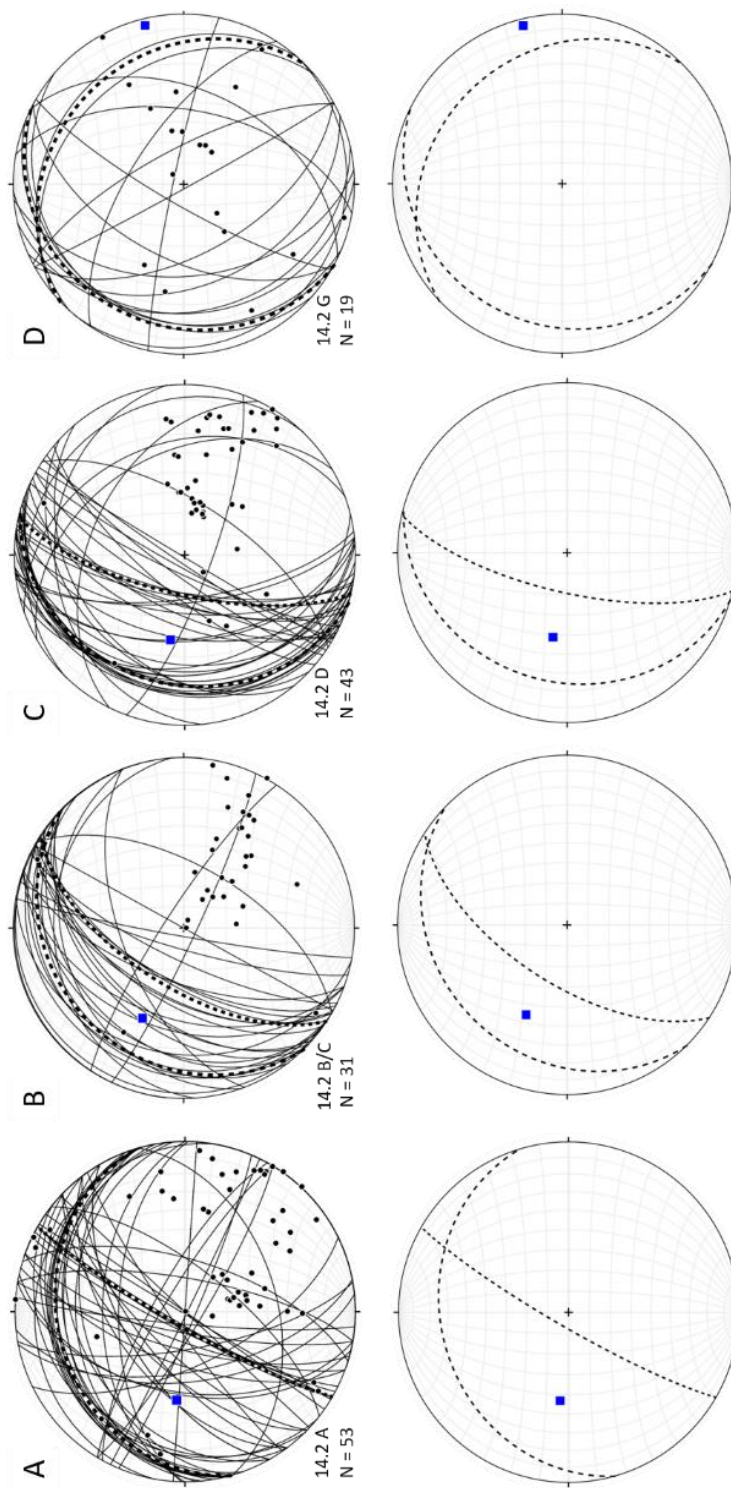 A
14.2 A
N = 53
B
14.2 B/C
N = 31
C
14.2 D
N = 43
D
14.2 G
N = 19